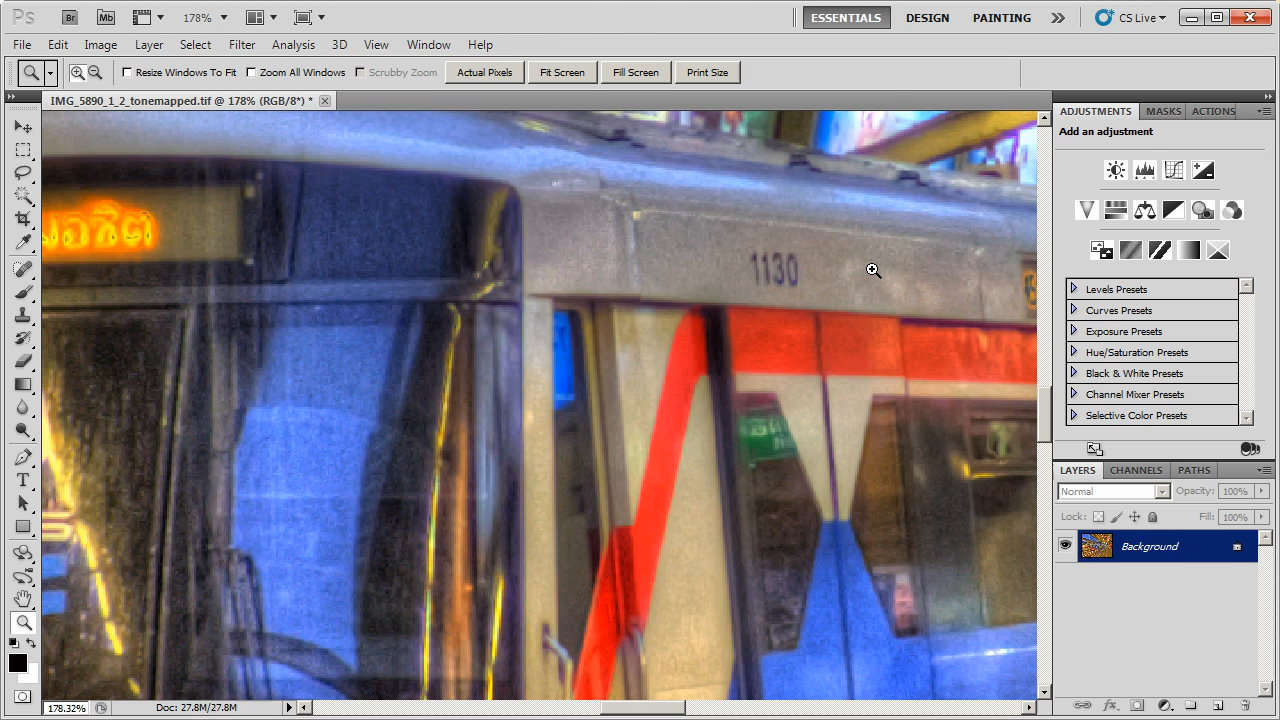 Ps Br Mb 178% ESSENTIALS DESIGN PAINTING CS Live
File Edit Image Layer Select Filter Analysis 3D View Window Help
Resize Windows To Fit Zoom All Windows Scrubby Zoom Actual Pixels Fit Screen Fill Screen Print Size
IMG_5890_1_2_tonemapped.tif @ 178% (RGB/8*) *
ADJUSTMENTS MASKS ACTIONS
Add an adjustment
1130
Levels Presets
Curves Presets
Exposure Presets
Hue/Saturation Presets
Black & White Presets
Channel Mixer Presets
Selective Color Presets
LAYERS CHANNELS PATHS
Normal Opacity: 100%
Lock: Fill: 100%
Background
178.32% Doc: 27.8M/27.8M